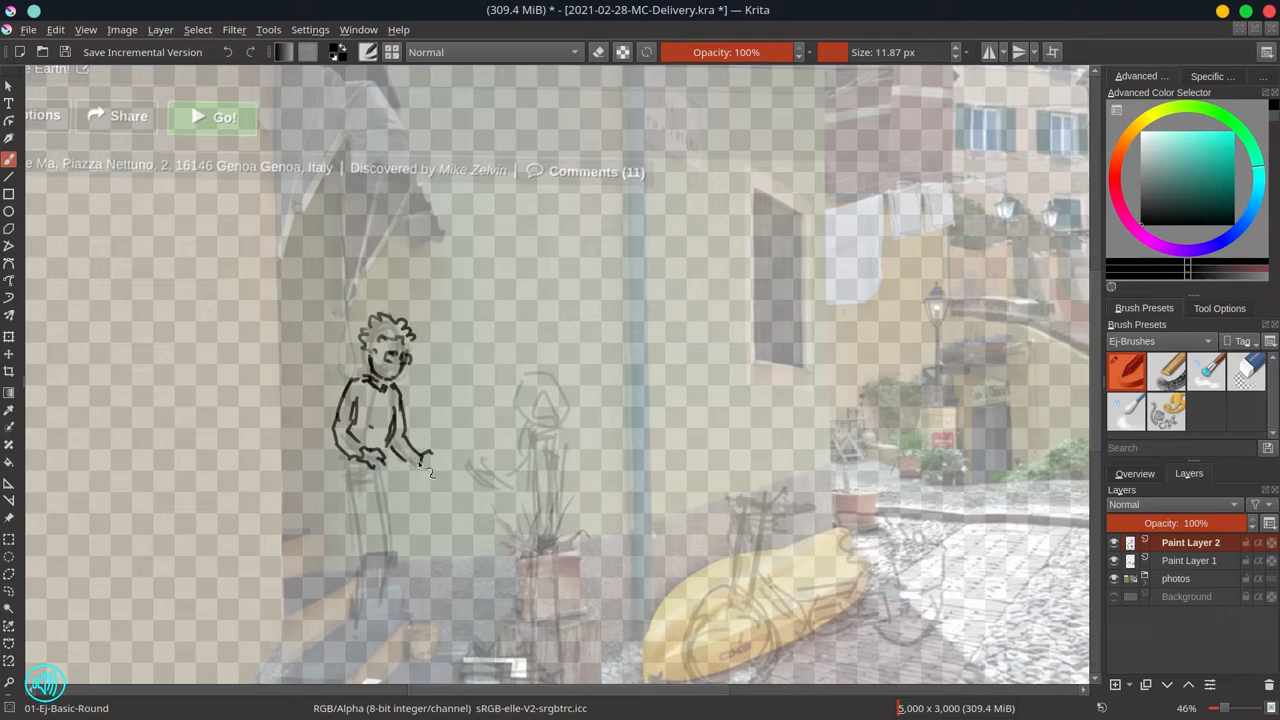 (309.4 MiB) * - [2021-02-28-MC-Delivery.kra *] — Krita
File Edit View Image Layer Select Filter Tools Settings Window Help
Save Incremental Version Normal Opacity: 100% Size: 11.87 px
e Earth!
otions Share Go!
e Ma, Piazza Nettuno, 2, 16146 Genoa Genoa, Italy | Discovered by Mike Zelvin | Comments (11)
Advanced ... Specific ... ...
Advanced Color Selector
Brush Presets Tool Options
Brush Presets
Ej-Brushes Tag
Search
Overview Layers
Layers
Normal
Opacity: 100%
Paint Layer 2
Paint Layer 1
photos
Background
01-Ej-Basic-Round RGB/Alpha (8-bit integer/channel) sRGB-elle-V2-srgbtrc.icc 5,000 x 3,000 (309.4 MiB) 46%